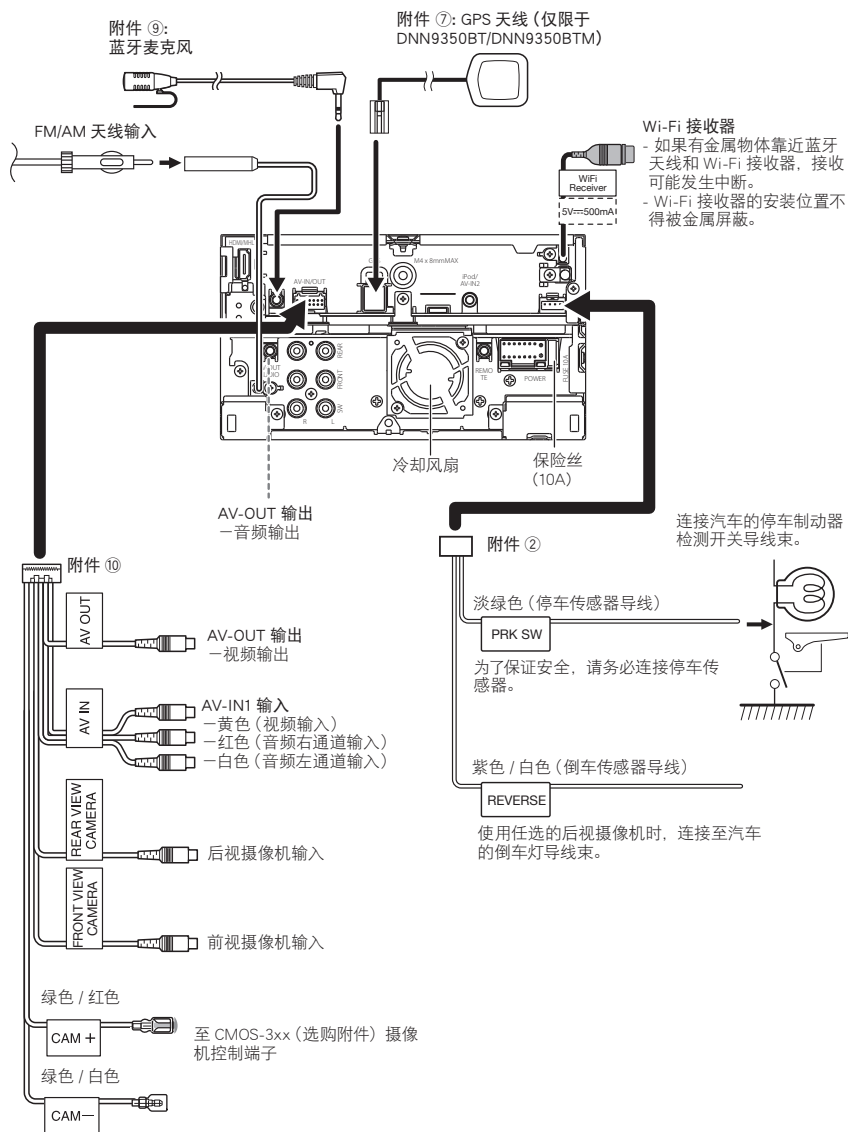 附件 ⑨:
蓝牙麦克风
附件 ⑦: GPS 天线 (仅限于
DNN9350BT/DNN9350BTM)
FM/AM 天线输入
Wi-Fi 接收器
- 如果有金属物体靠近蓝牙
天线和 Wi-Fi 接收器，接收
可能发生中断。
- Wi-Fi 接收器的安装位置不
得被金属屏蔽。
WiFi
Receiver
5V⎓500mA
HDMI/MHL
AV-IN/OUT
M4 x 8mmMAX
iPod/
AV-IN2
REAR
FRONT
SW
R
L
REMO
TE
POWER
FUSE 10A
冷却风扇
保险丝
(10A)
AV-OUT 输出
－音频输出
附件 ②
连接汽车的停车制动器
检测开关导线束。
淡绿色 (停车传感器导线)
PRK SW
为了保证安全，请务必连接停车传
感器。
紫色 / 白色 (倒车传感器导线)
REVERSE
使用任选的后视摄像机时，连接至汽车
的倒车灯导线束。
附件 ⑩
AV OUT
AV-OUT 输出
－视频输出
AV IN
AV-IN1 输入
－黄色 (视频输入)
－红色 (音频右通道输入)
－白色 (音频左通道输入)
REAR VIEW
CAMERA
后视摄像机输入
FRONT VIEW
CAMERA
前视摄像机输入
绿色 / 红色
CAM +
至 CMOS-3xx (选购附件) 摄像
机控制端子
绿色 / 白色
CAM−